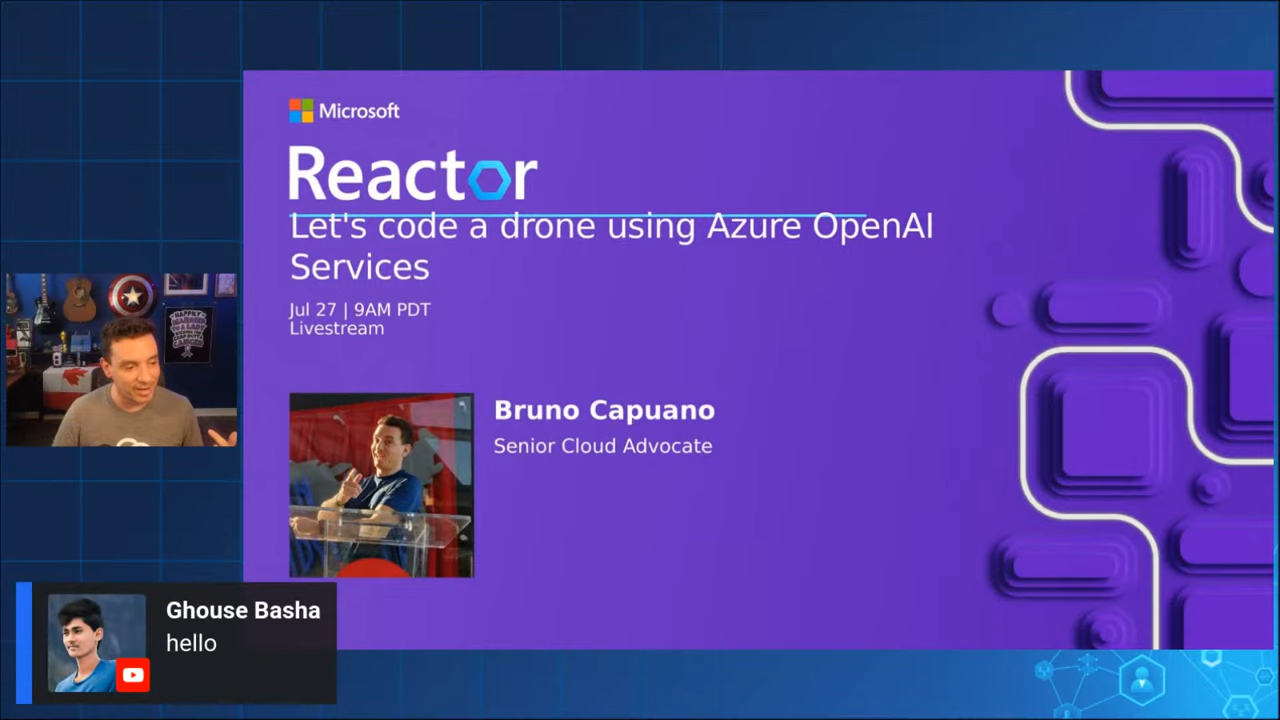 Microsoft
Reactor
Let's code a drone using Azure OpenAI
Services
Jul 27 | 9AM PDT
Livestream
Bruno Capuano
Senior Cloud Advocate
Ghouse Basha
hello